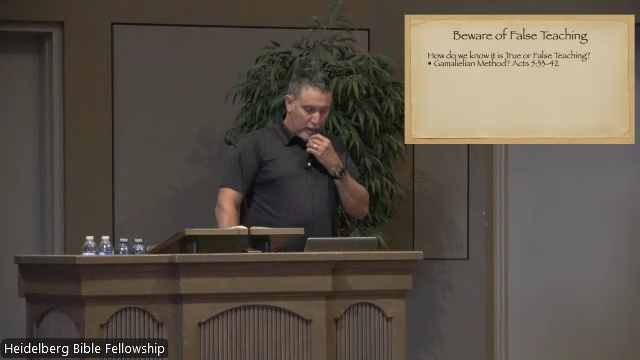 Beware of False Teaching
How do we know it is True or False Teaching?
• Gamalielian Method? Acts 5:33-42
Heidelberg Bible Fellowship